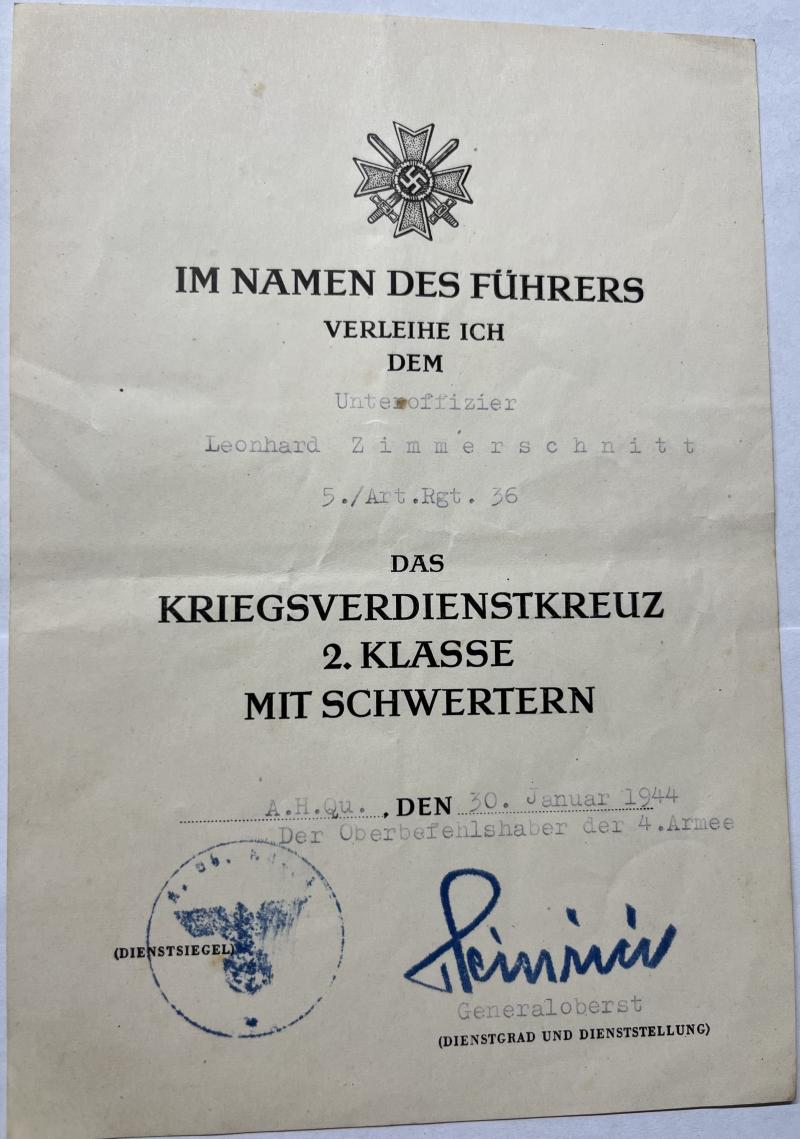 IM NAMEN DES FÜHRERS
VERLEIHE ICH
DEM
Unteroffizier
Leonhard Zimmerschnitt
5./Art.Rgt. 36
DAS
KRIEGSVERDIENSTKREUZ
2. KLASSE
MIT SCHWERTERN
A.H.Qu. , DEN 30. Januar 1944
Der Oberbefehlshaber der 4.Armee
(DIENSTSIEGEL)
Heinrici
Generaloberst
(DIENSTGRAD UND DIENSTSTELLUNG)